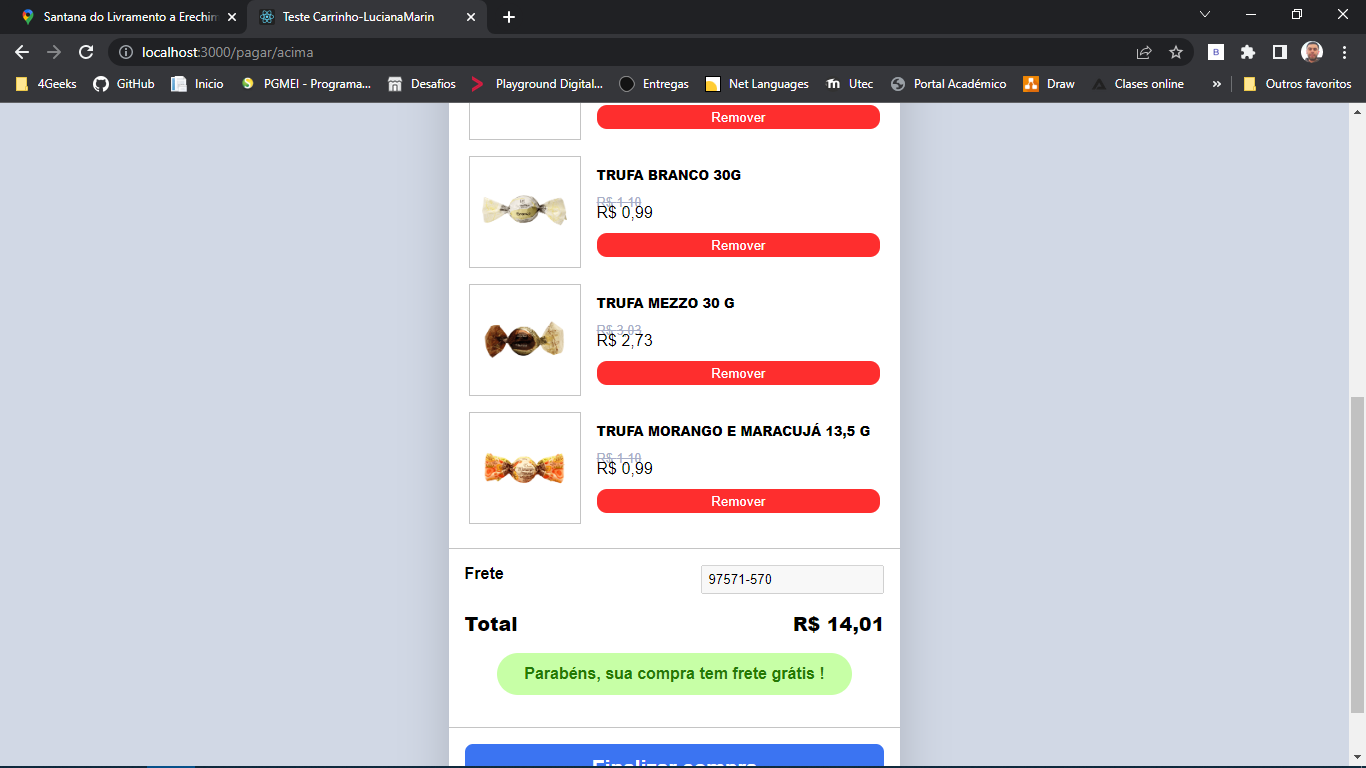 Santana do Livramento a Erechim
Teste Carrinho-LucianaMarin
localhost:3000/pagar/acima
4Geeks
GitHub
Inicio
PGMEI - Programa...
Desafios
Playground Digital...
Entregas
Net Languages
Utec
Portal Académico
Draw
Clases online
»
Outros favoritos
Remover
TRUFA BRANCO 30G
R$ 1,10
R$ 0,99
Remover
TRUFA MEZZO 30 G
R$ 3,03
R$ 2,73
Remover
TRUFA MORANGO E MARACUJÁ 13,5 G
R$ 1,10
R$ 0,99
Remover
Frete
97571-570
Total
R$ 14,01
Parabéns, sua compra tem frete grátis !
Finalizar compra